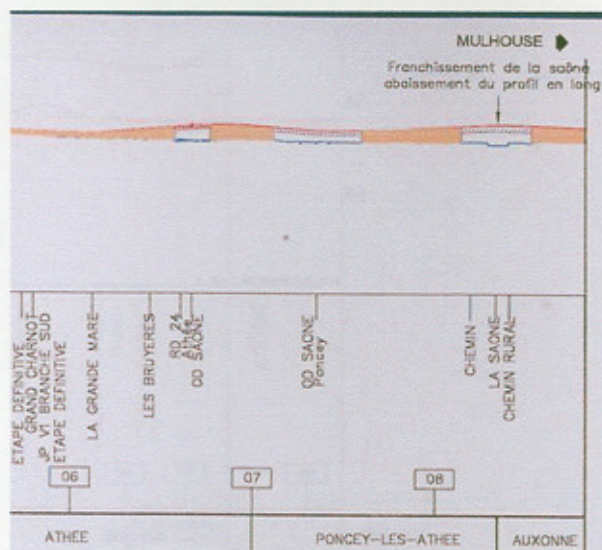 MULHOUSE
Franchissement de la saône
abaissement du profil en long
ETAPE DEFINITIVE
GRAND CHARNOT
JP V1 BRANCHE SUD
ETAPE DEFINITIVE
LA GRANDE MARE
LES BRUYERES
RD 24
Athée
OD SAONE
OD SAONE
Poncey
CHEMIN
LA SAONE
CHEMIN RURAL
06
07
08
ATHEE
PONCEY-LES-ATHEE
AUXONNE